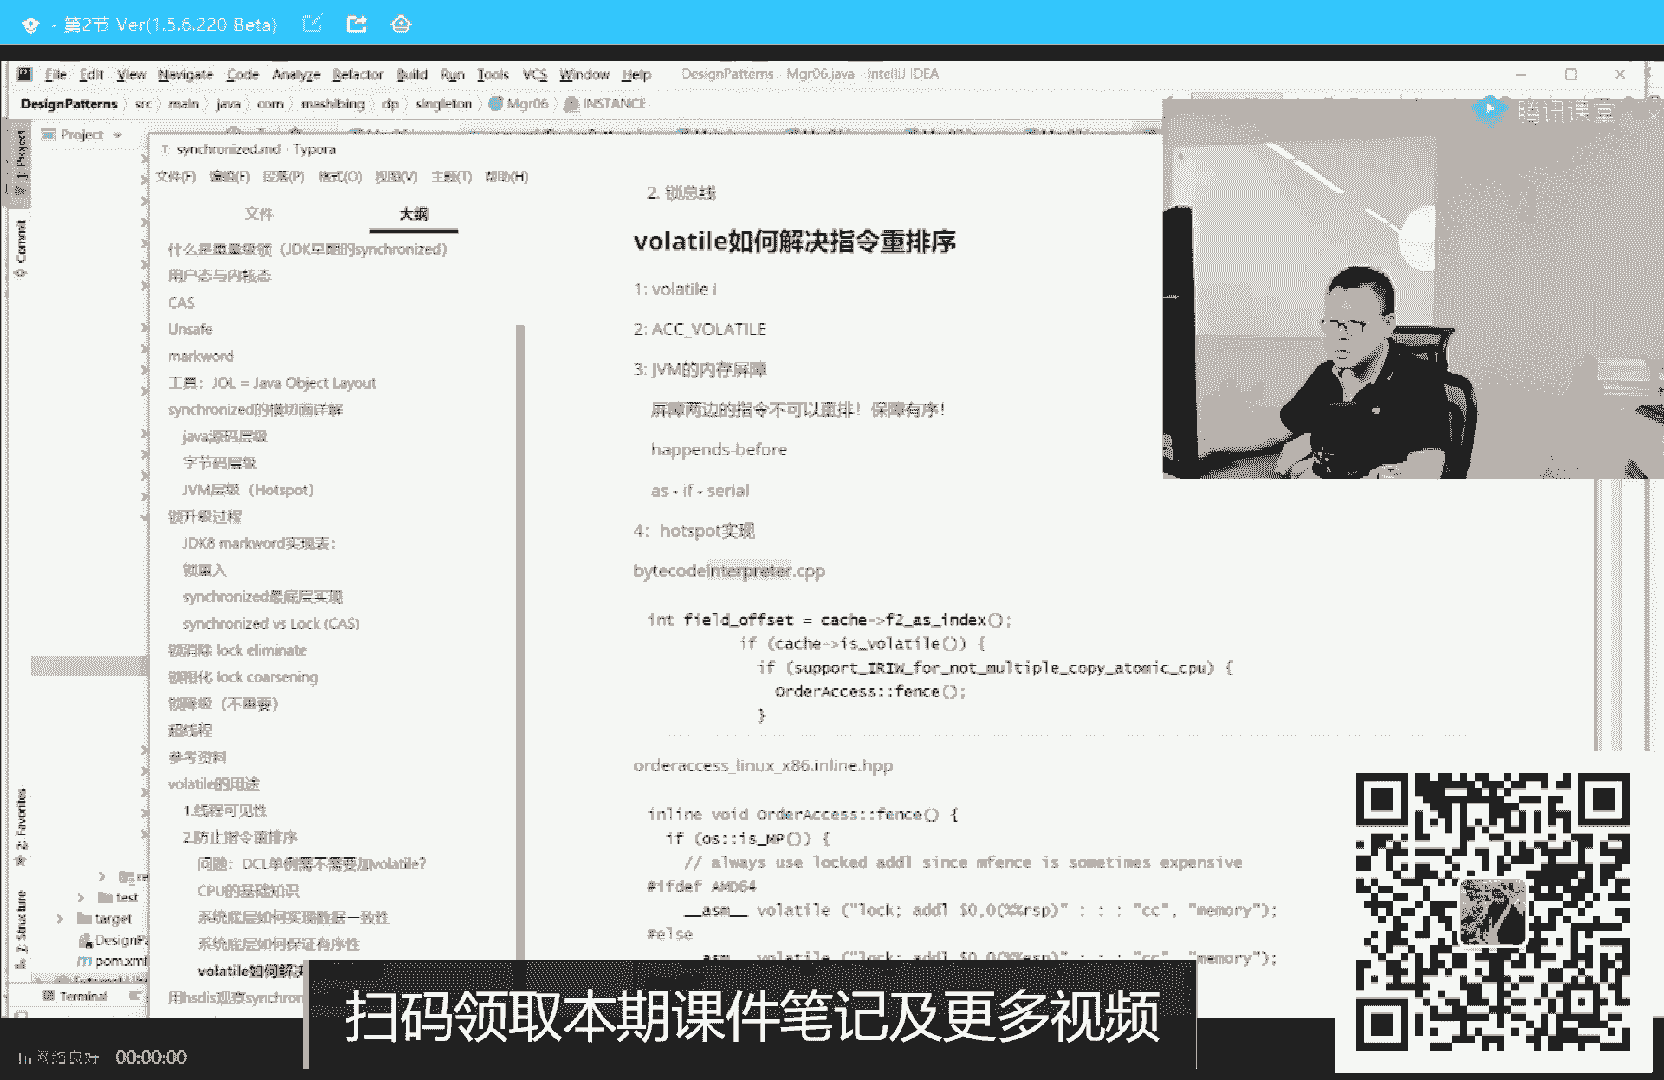 - 第2节 Ver(1.5.6.220 Beta)
File Edit View Navigate Code Analyze Refactor Build Run Tools VCS Window Help DesignPatterns - Mgr06.java - IntelliJ IDEA
DesignPatterns src main java com mashibing dp singleton Mgr06 INSTANCE
腾讯课堂
Project
1: Project
Commit
2: Favorites
7: Structure
synchronized.md - Typora
文件(F) 编辑(E) 段落(P) 格式(O) 视图(V) 主题(T) 帮助(H)
文件 大纲
什么是重量级锁（JDK早期的synchronized）
用户态与内核态
CAS
Unsafe
markword
工具：JOL = Java Object Layout
synchronized的横切面详解
java源码层级
字节码层级
JVM层级（Hotspot）
锁升级过程
JDK8 markword实现表：
锁重入
synchronized最底层实现
synchronized vs Lock (CAS)
锁消除 lock eliminate
锁粗化 lock coarsening
锁降级（不重要）
超线程
参考资料
volatile的用途
1.线程可见性
2.防止指令重排序
问题：DCL单例需不需要加volatile?
CPU的基础知识
系统底层如何实现数据一致性
系统底层如何保证有序性
volatile如何解决
用hsdis观察synchron
test
target
DesignPa
pom.xml
Terminal
2. 锁总线
volatile如何解决指令重排序
1: volatile i
2: ACC_VOLATILE
3: JVM的内存屏障
屏障两边的指令不可以重排！保障有序！
happends-before
as - if - serial
4：hotspot实现
bytecodeinterpreter.cpp
int field_offset = cache->f2_as_index();
if (cache->is_volatile()) {
if (support_IRIW_for_not_multiple_copy_atomic_cpu) {
OrderAccess::fence();
}
orderaccess_linux_x86.inline.hpp
inline void OrderAccess::fence() {
if (os::is_MP()) {
// always use locked addl since mfence is sometimes expensive
#ifdef AMD64
__asm__ volatile ("lock; addl $0,0(%%rsp)" : : : "cc", "memory");
#else
扫码领取本期课件笔记及更多视频
网络良好 00:00:00